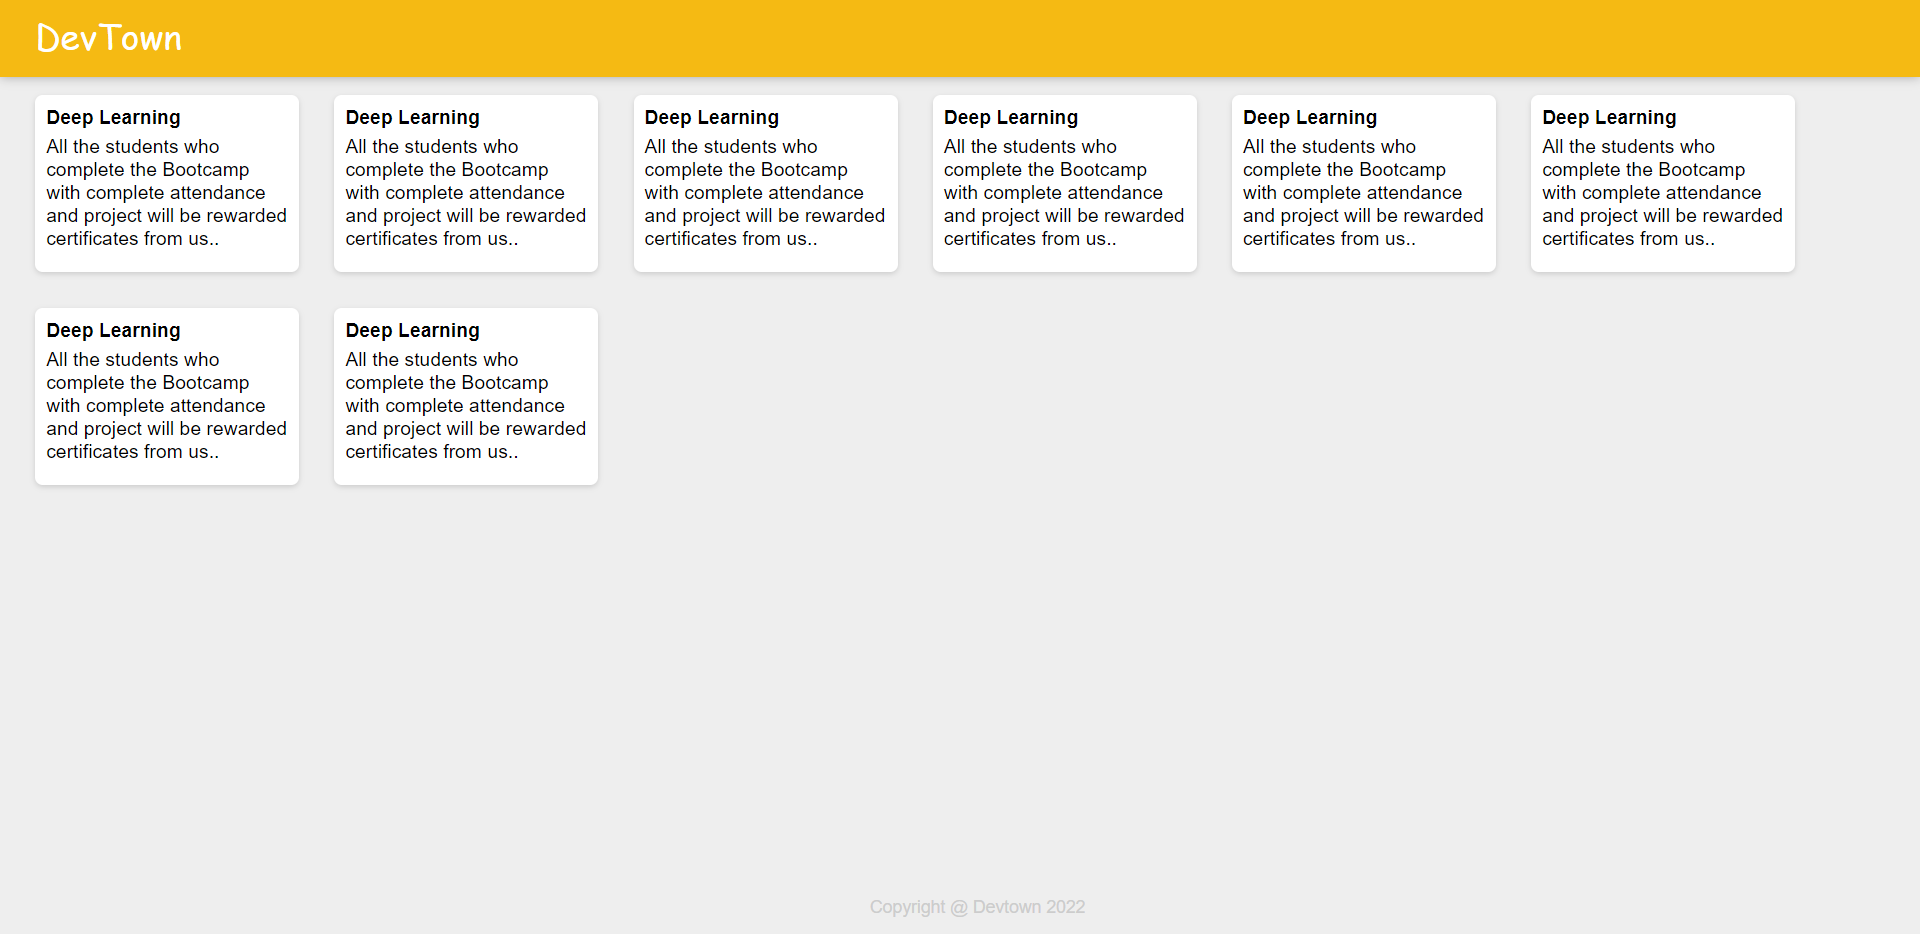 DevTown
Deep Learning
All the students who
complete the Bootcamp
with complete attendance
and project will be rewarded
certificates from us..
Deep Learning
All the students who
complete the Bootcamp
with complete attendance
and project will be rewarded
certificates from us..
Deep Learning
All the students who
complete the Bootcamp
with complete attendance
and project will be rewarded
certificates from us..
Deep Learning
All the students who
complete the Bootcamp
with complete attendance
and project will be rewarded
certificates from us..
Deep Learning
All the students who
complete the Bootcamp
with complete attendance
and project will be rewarded
certificates from us..
Deep Learning
All the students who
complete the Bootcamp
with complete attendance
and project will be rewarded
certificates from us..
Deep Learning
All the students who
complete the Bootcamp
with complete attendance
and project will be rewarded
certificates from us..
Deep Learning
All the students who
complete the Bootcamp
with complete attendance
and project will be rewarded
certificates from us..
Copyright @ Devtown 2022